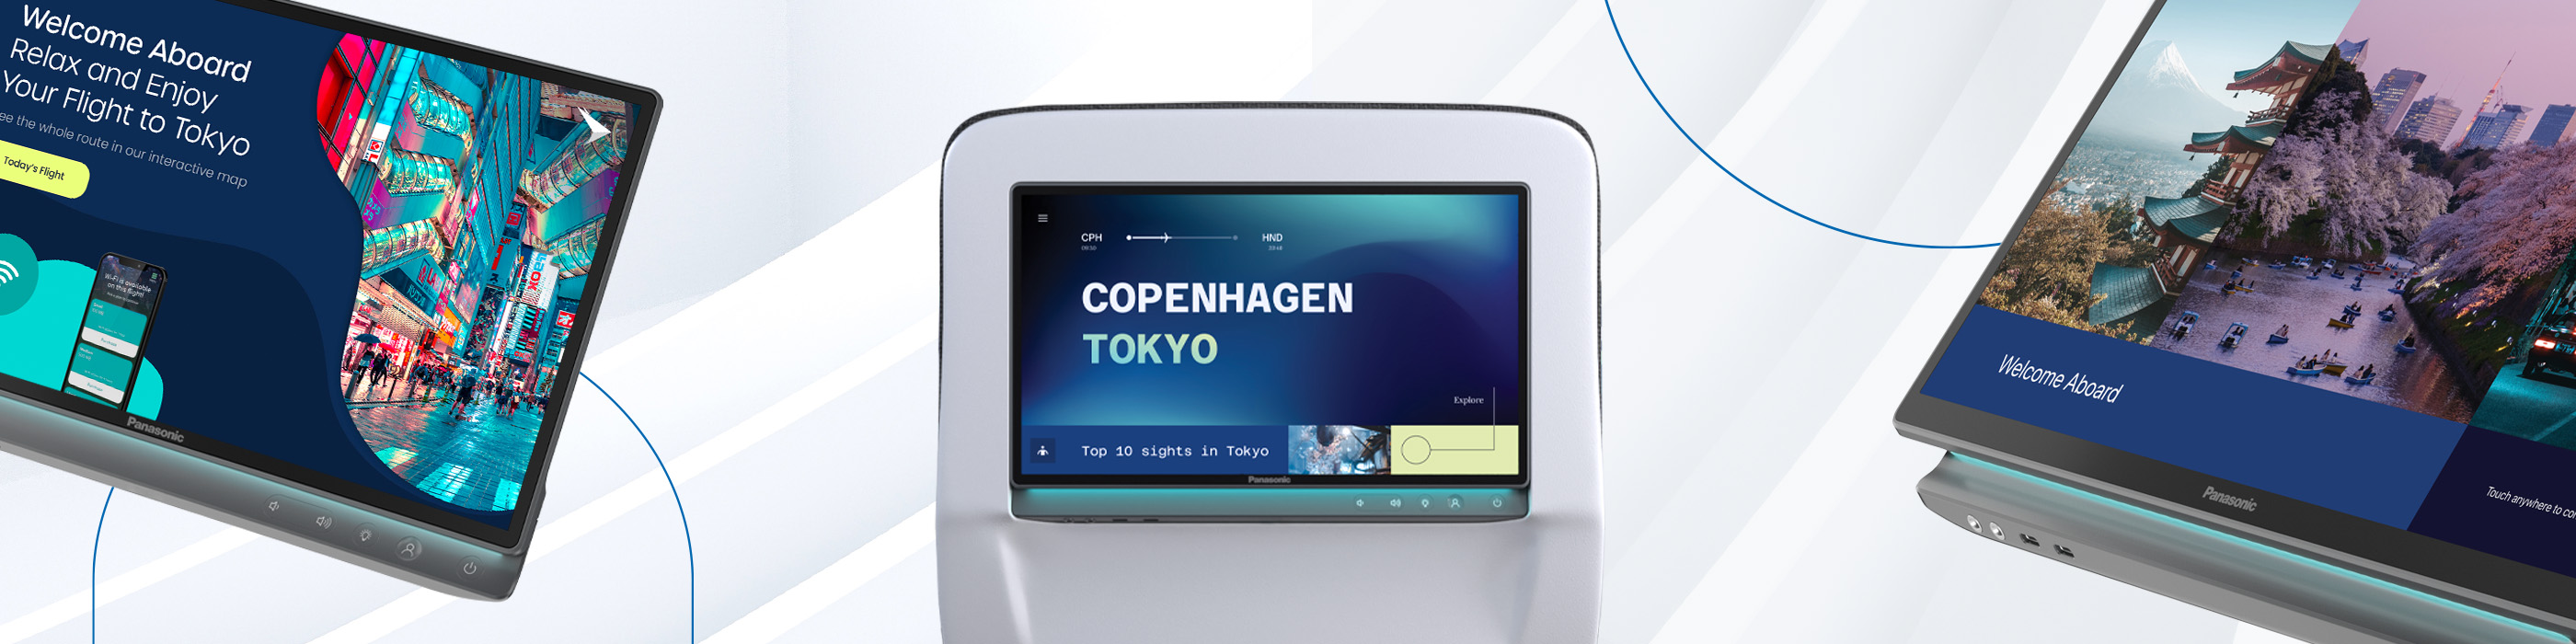 Welcome Aboard
Relax and Enjoy
Your Flight to Tokyo
ee the whole route in our interactive map
Today's Flight
Wi-Fi is available
on this flight!
Panasonic
CPH
HND
COPENHAGEN
TOKYO
Explore
Top 10 sights in Tokyo
Panasonic
Welcome Aboard
Touch anywhere to co
Panasonic